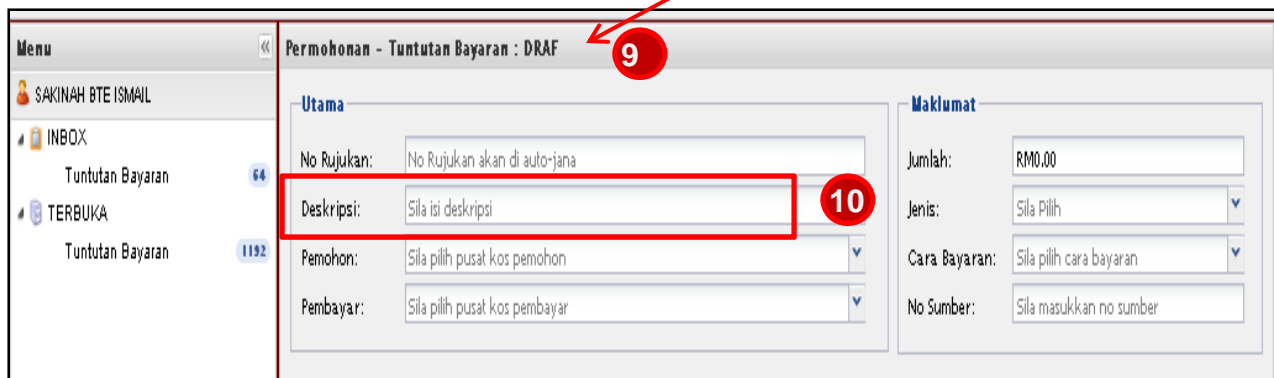 Menu
SAKINAH BTE ISMAIL
INBOX
Tuntutan Bayaran 64
TERBUKA
Tuntutan Bayaran 1192
Permohonan - Tuntutan Bayaran : DRAF
9
Utama
No Rujukan: No Rujukan akan di auto-jana
Deskripsi: Sila isi deskripsi
10
Pemohon: Sila pilih pusat kos pemohon
Pembayar: Sila pilih pusat kos pembayar
Maklumat
Jumlah: RM0.00
Jenis: Sila Pilih
Cara Bayaran: Sila pilih cara bayaran
No Sumber: Sila masukkan no sumber